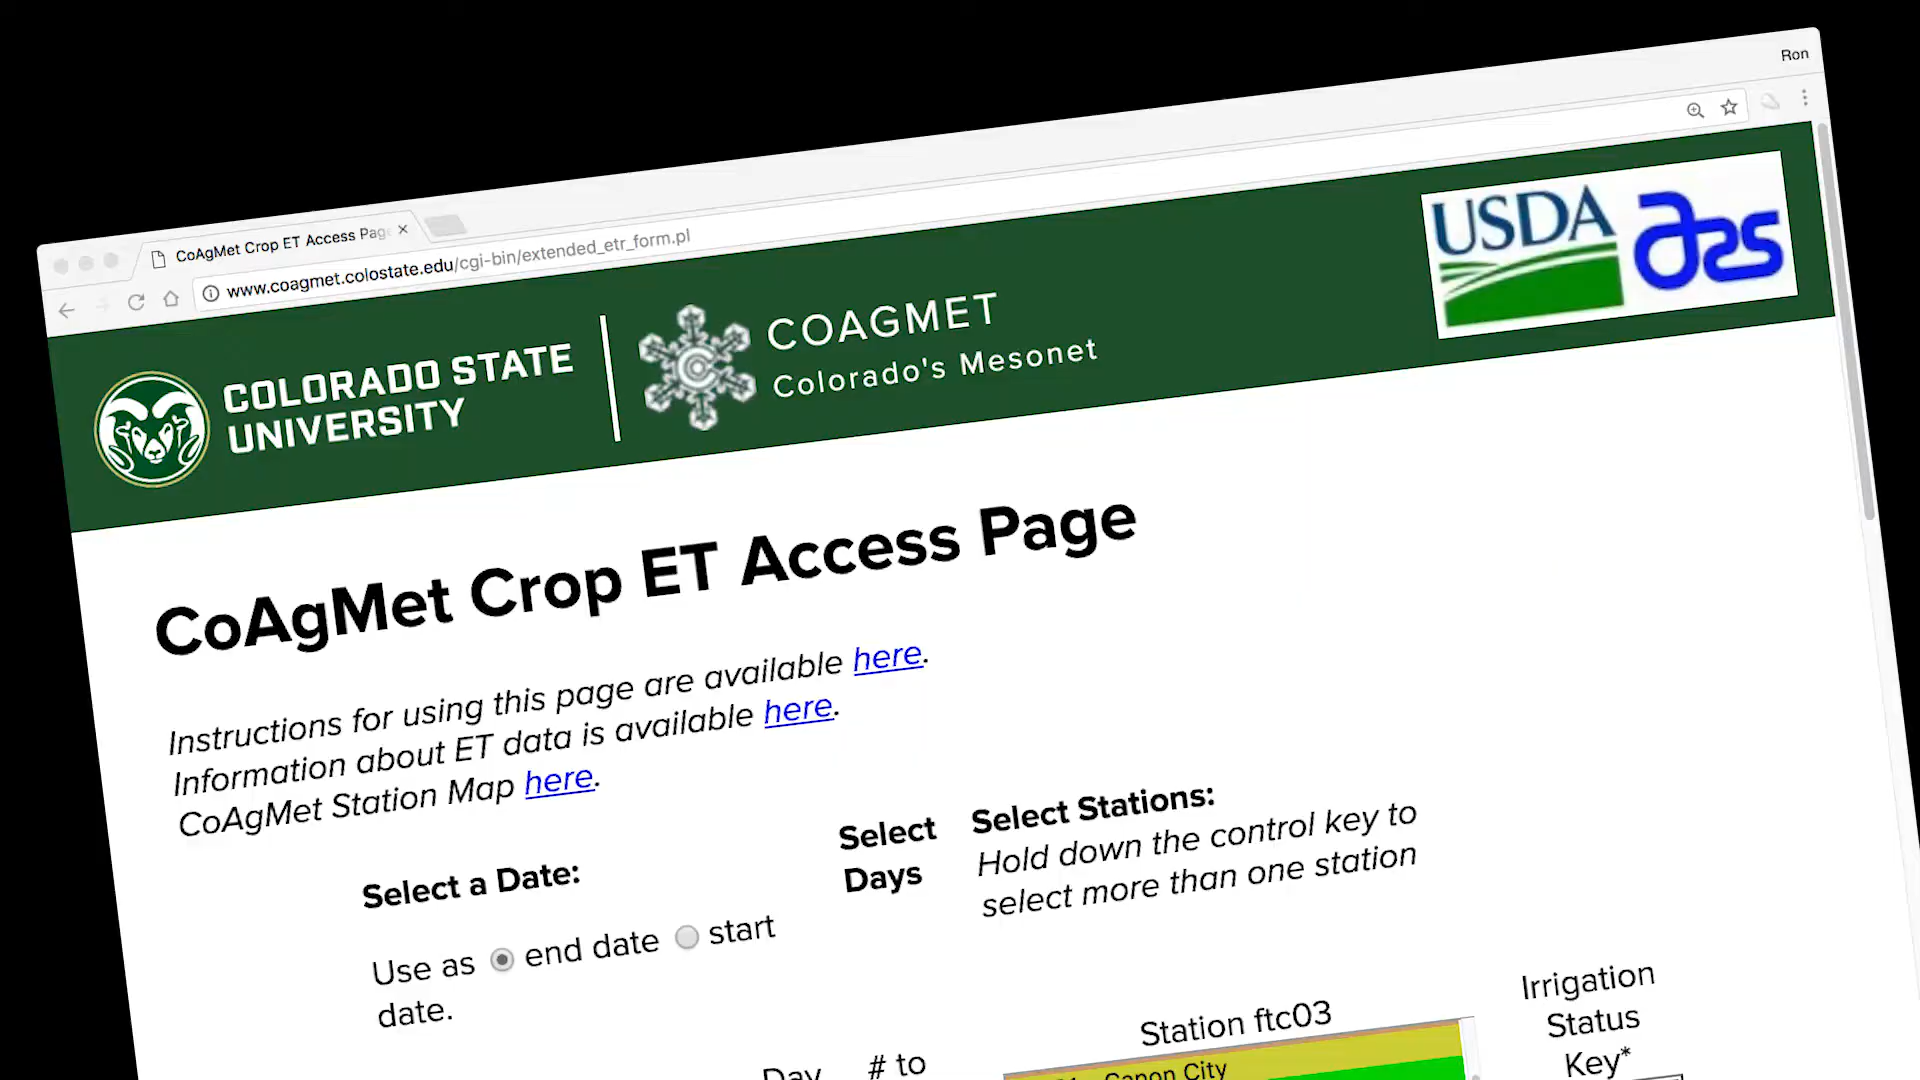 Ron
CoAgMet Crop ET Access Pag
www.coagmet.colostate.edu/cgi-bin/extended_etr_form.pl
COLORADO STATE
UNIVERSITY
COAGMET
Colorado's Mesonet
USDA
ars
CoAgMet Crop ET Access Page
Instructions for using this page are available here.
Information about ET data is available here.
CoAgMet Station Map here.
Select a Date:
Select
Days
Select Stations:
Hold down the control key to
select more than one station
Use as end date start
date.
Station ftc03
Irrigation
Status
Key*
Day
# to
Canon City